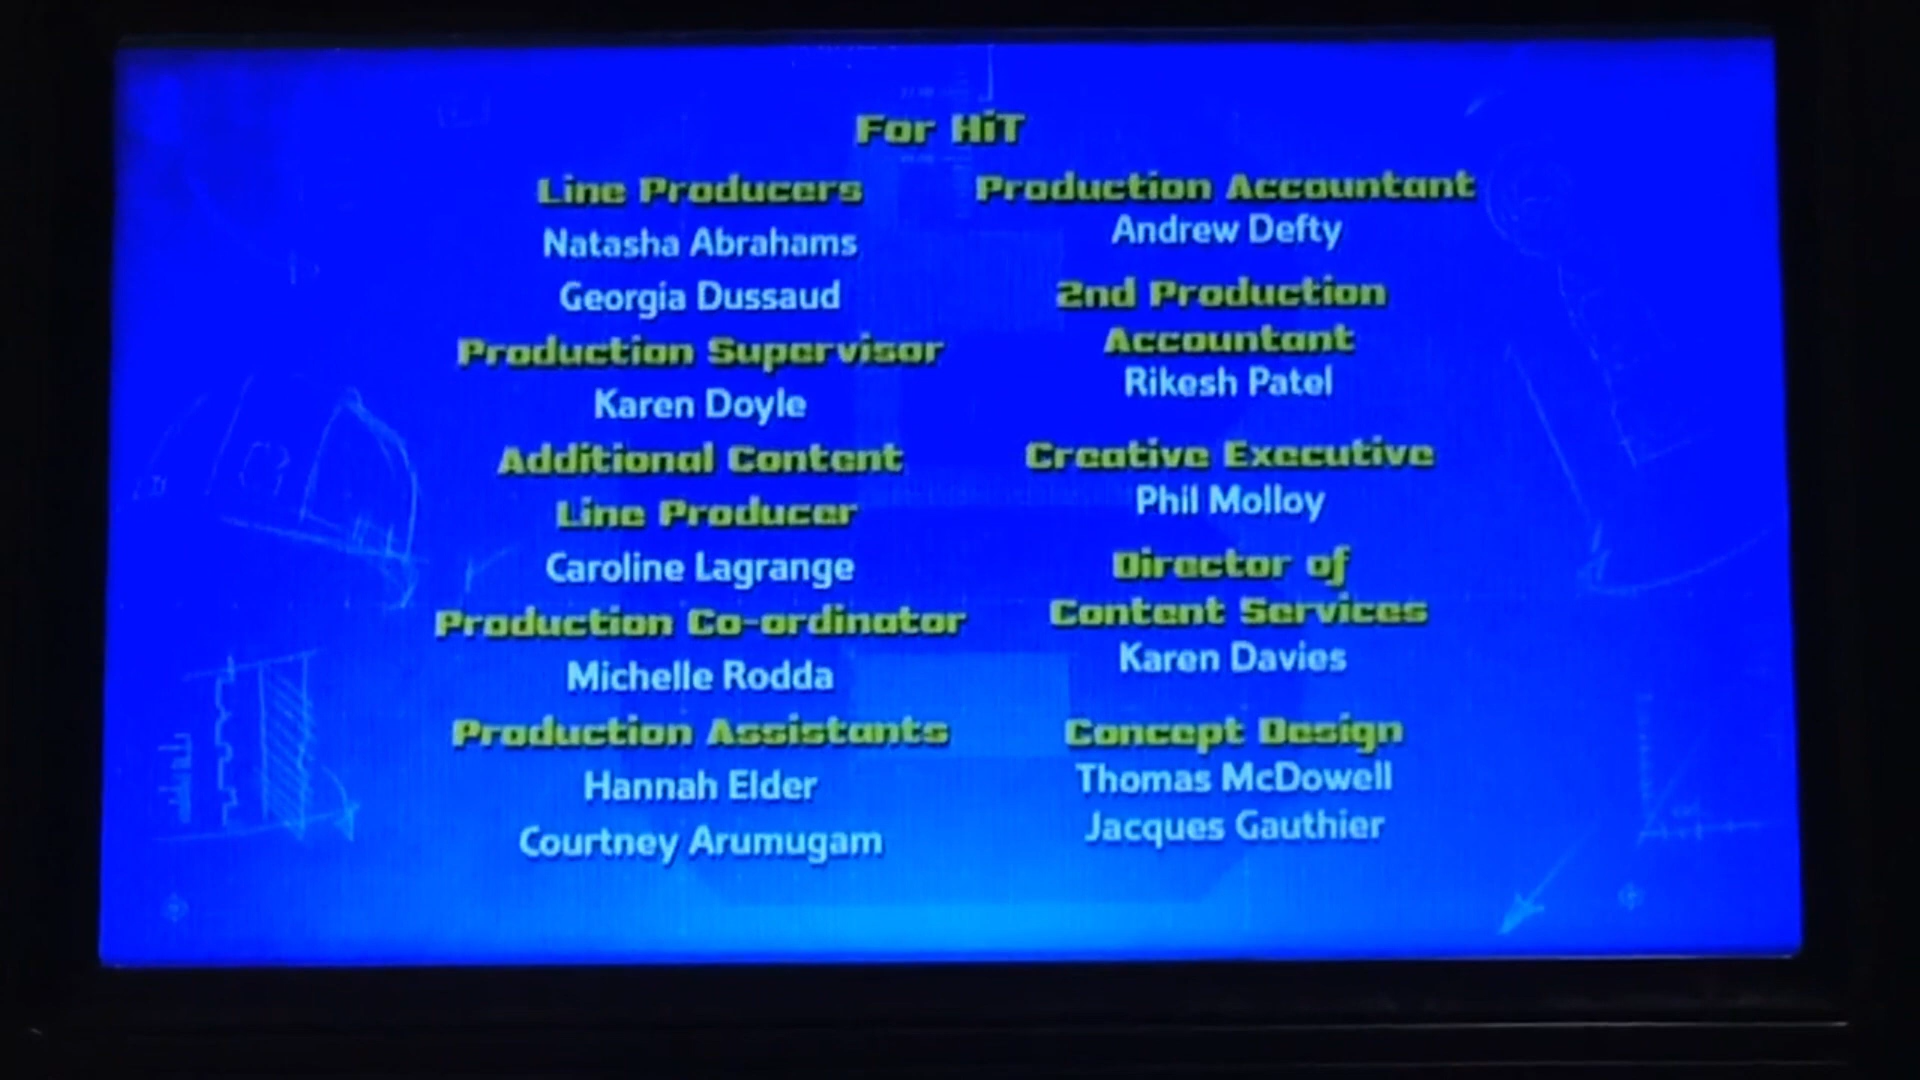 For HiT
Line Producers
Natasha Abrahams
Georgia Dussaud
Production Supervisor
Karen Doyle
Additional Content
Line Producer
Caroline Lagrange
Production Co-ordinator
Michelle Rodda
Production Assistants
Hannah Elder
Courtney Arumugam
Production Accountant
Andrew Defty
2nd Production
Accountant
Rikesh Patel
Creative Executive
Phil Molloy
Director of
Content Services
Karen Davies
Concept Design
Thomas McDowell
Jacques Gauthier